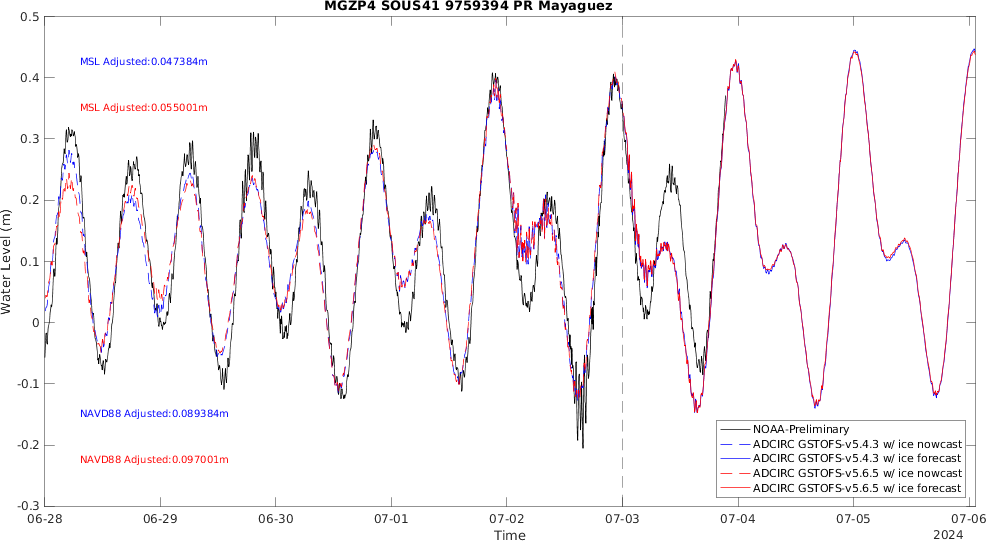 MGZP4 SOUS41 9759394 PR Mayaguez
0.5
0.4
0.3
0.2
0.1
0
-0.1
-0.2
-0.3
Water Level (m)
MSL Adjusted:0.047384m
MSL Adjusted:0.055001m
NAVD88 Adjusted:0.089384m
NAVD88 Adjusted:0.097001m
NOAA-Preliminary
ADCIRC GSTOFS-v5.4.3 w/ ice nowcast
ADCIRC GSTOFS-v5.4.3 w/ ice forecast
ADCIRC GSTOFS-v5.6.5 w/ ice nowcast
ADCIRC GSTOFS-v5.6.5 w/ ice forecast
06-28 06-29 06-30 07-01 07-02 07-03 07-04 07-05 07-06
Time
2024